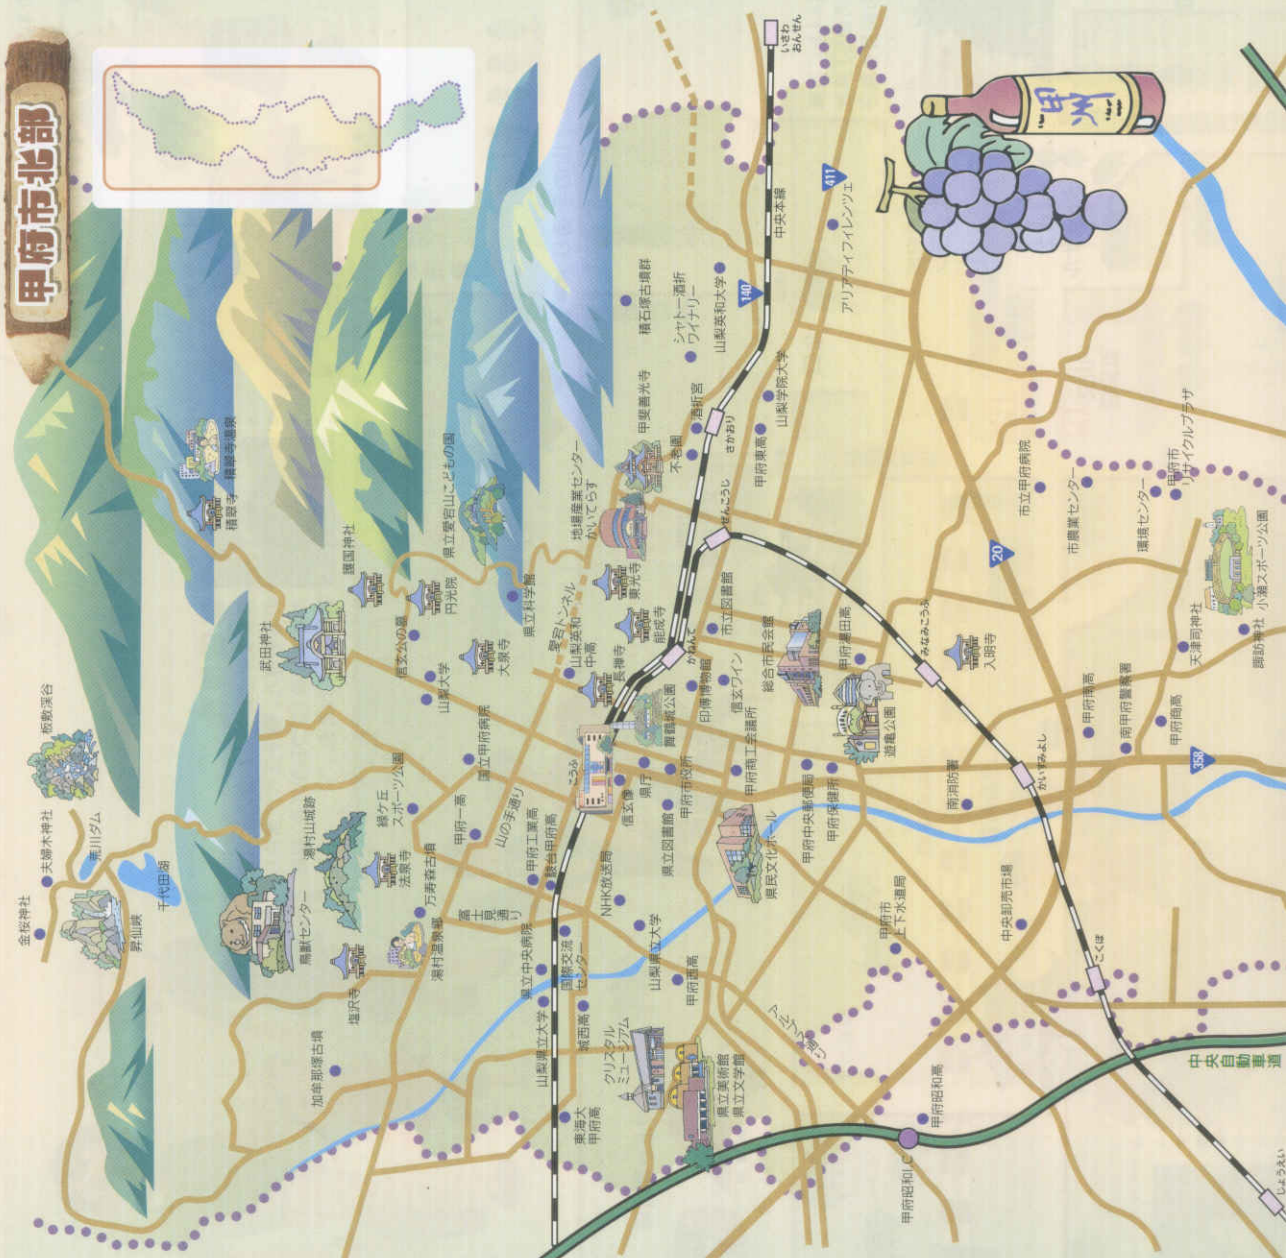 甲府市北部
金桜神社
夫婦木神社
荒川ダム
板敷渓谷
昇仙峡
千代田湖
武田神社
積翠寺
積翠寺温泉
護国神社
鳥獣センター
湯村山城跡
緑ケ丘
スポーツ公園
信玄公の墓
円光院
県立愛宕山こどもの国
塩沢寺
法泉寺
万寿森古墳
湯村温泉郷
加牟那塚古墳
山梨大学
大泉寺
県立科学館
甲府一高
国立甲府病院
山の手通り
愛宕トンネル
山梨英和
中高
地場産業センター
かいてらす
甲斐善光寺
積石塚古墳群
富士見通り
甲府工業高
駿台甲府高
こうふ
長禅寺
能成寺
東光寺
不老園
酒折宮
シャトー酒折
ワイナリー
山梨英和大学
県立中央病院
国際交流
センター
NHK放送局
信玄像
県庁
舞鶴城公園
かねんて
せんこうじ
さかおり
140
中央本線
いさわ
おんせん
山梨県立大学
城西高
クリスタル
ミュージアム
東海大
甲府高
山梨県立大学
県立図書館
甲府市役所
印傳博物館
信玄ワイン
市立図書館
甲府東高
山梨学院大学
411
アリアディフィレンツェ
甲府西高
県立美術館
県立文学館
県民文化ホール
甲府商工会議所
総合市民会館
甲府湯田高
甲府中央郵便局
甲府保健所
遊亀公園
みなみこうふ
入明寺
20
甲州
アルプス通り
甲府市
上下水道局
南消防署
かいすみよし
市立甲府病院
市農業センター
環境センター
甲府市
リサイクルプラザ
甲府昭和I.C
甲府昭和高
中央卸売市場
こくぼ
甲府南高
南甲府警察署
甲府商高
358
天津司神社
諏訪神社
小瀬スポーツ公園
中央自動車道
じょうえい